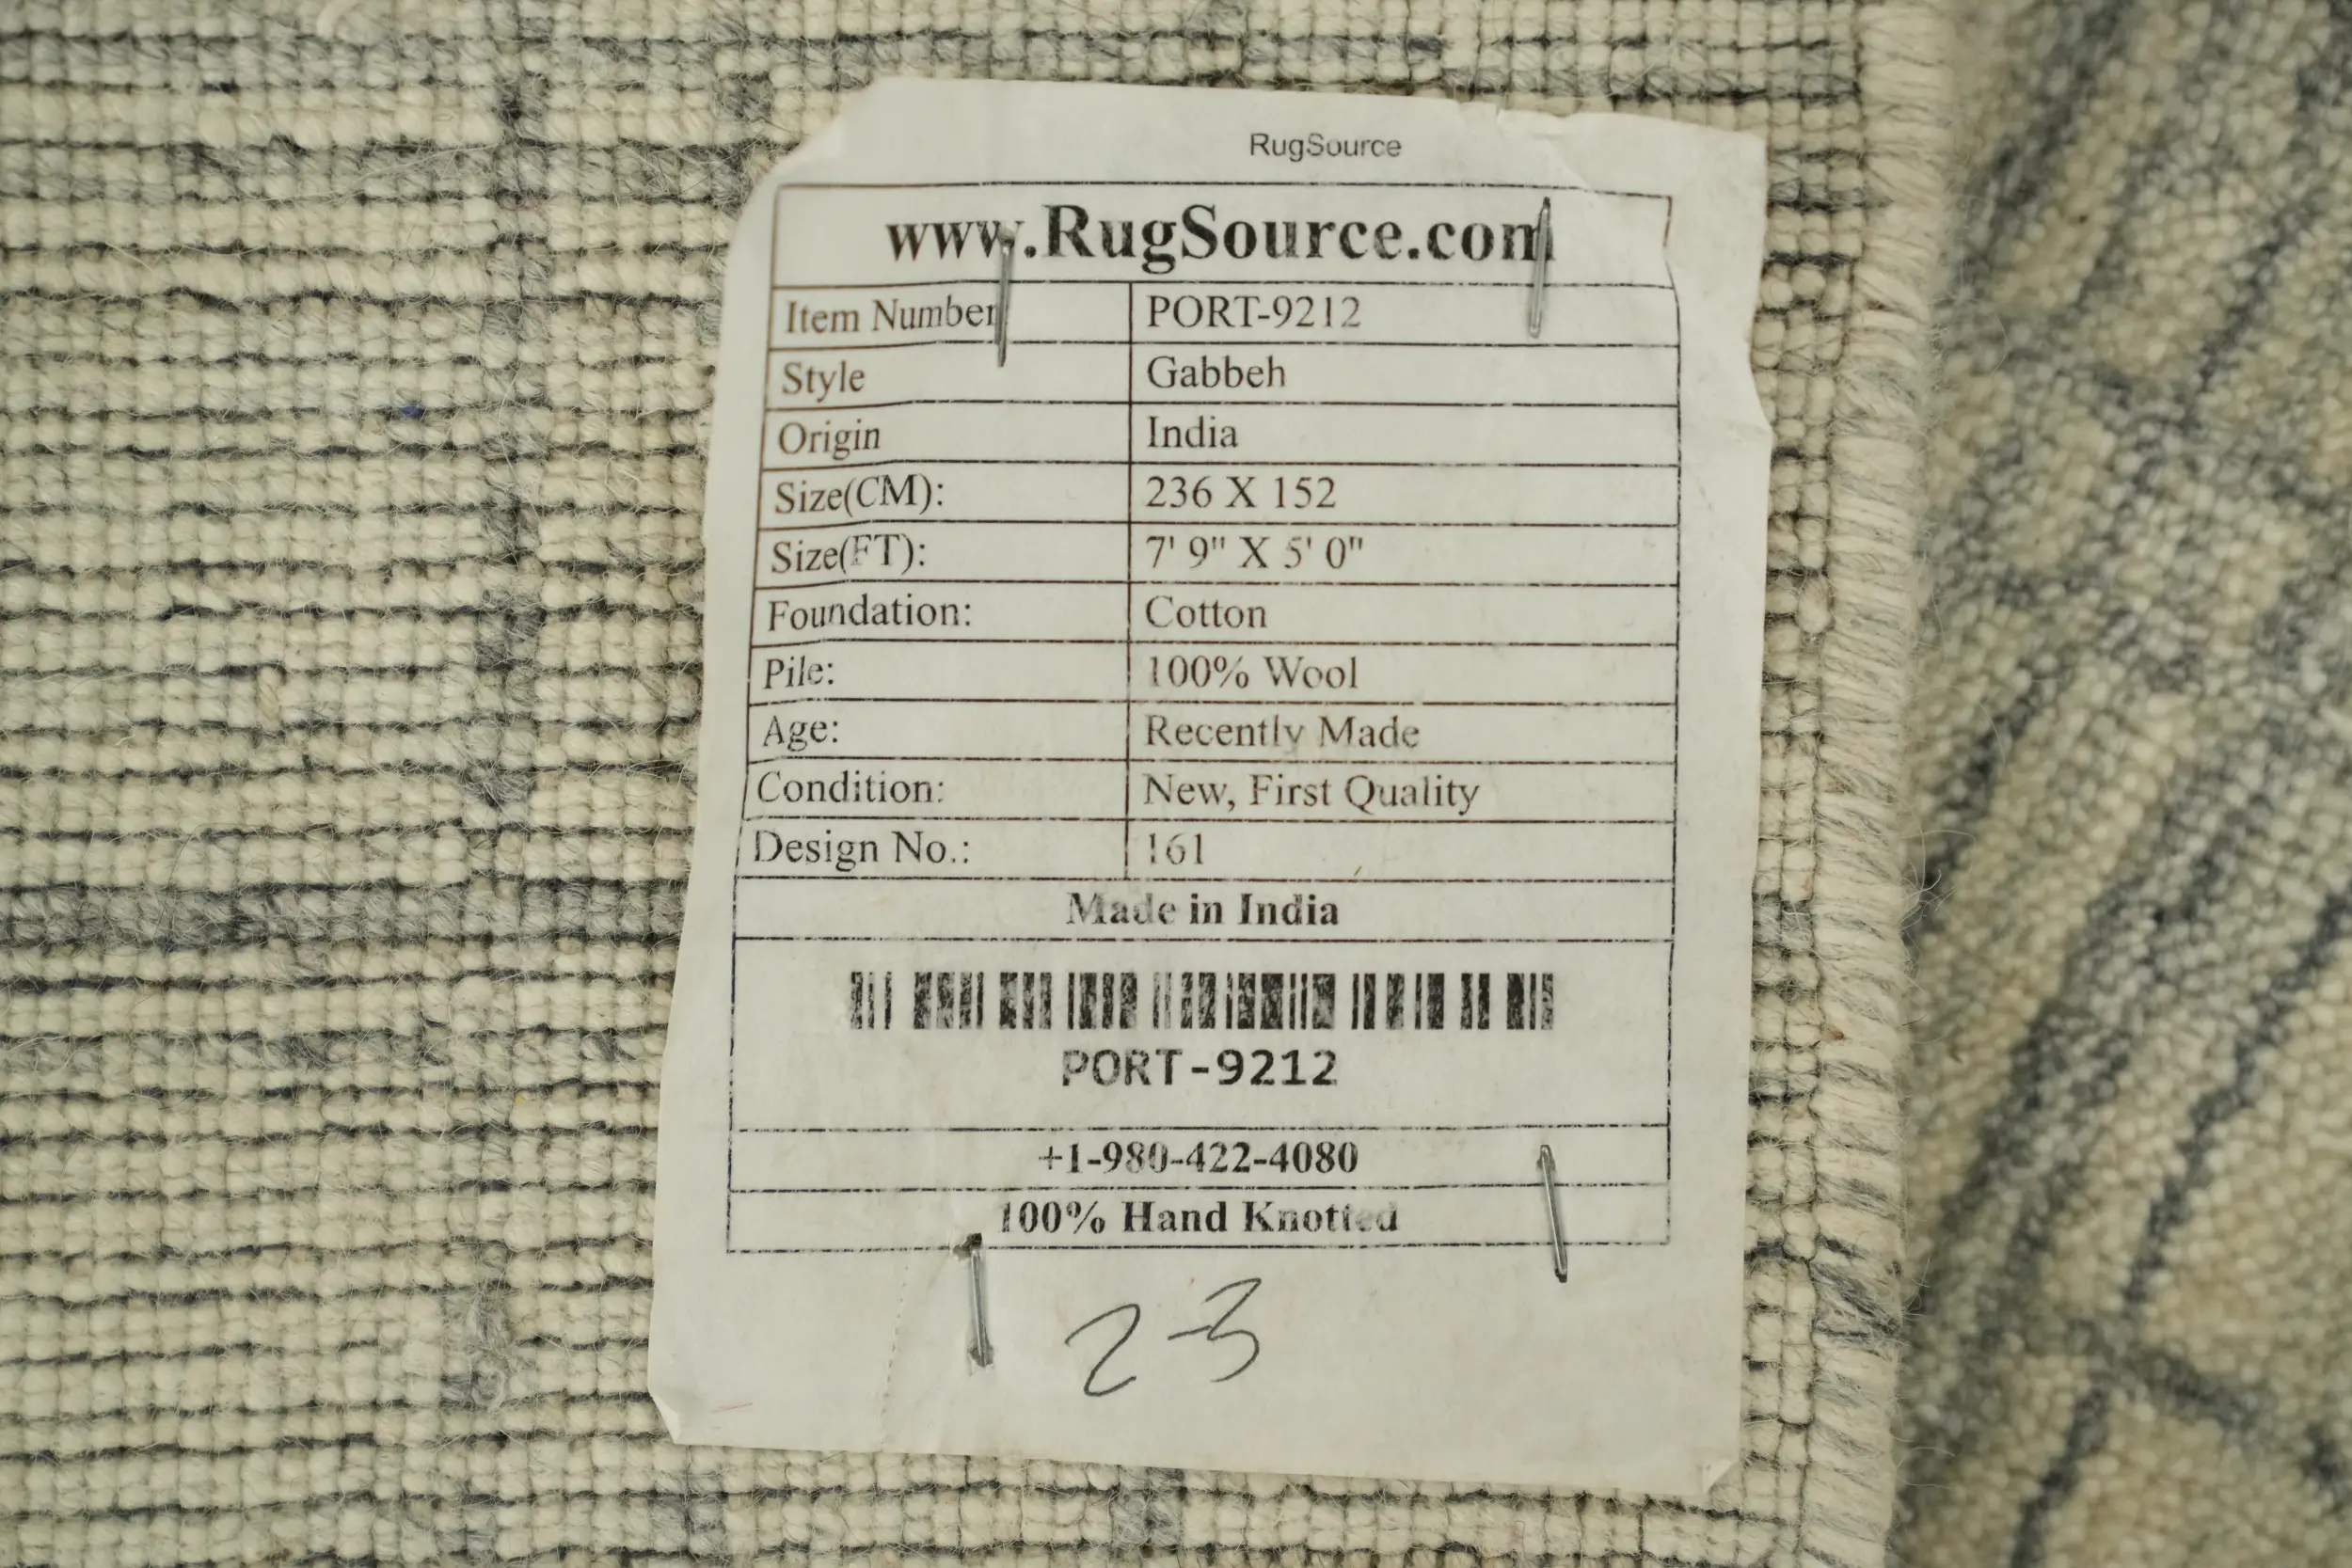 RugSource
www.RugSource.com
Item Number PORT-9212
Style Gabbeh
Origin India
Size(CM): 236 X 152
Size(FT): 7' 9" X 5' 0"
Foundation: Cotton
Pile: 100% Wool
Age: Recently Made
Condition: New, First Quality
Design No.: 161
Made in India
PORT-9212
+1-980-422-4080
100% Hand Knotted
2-3